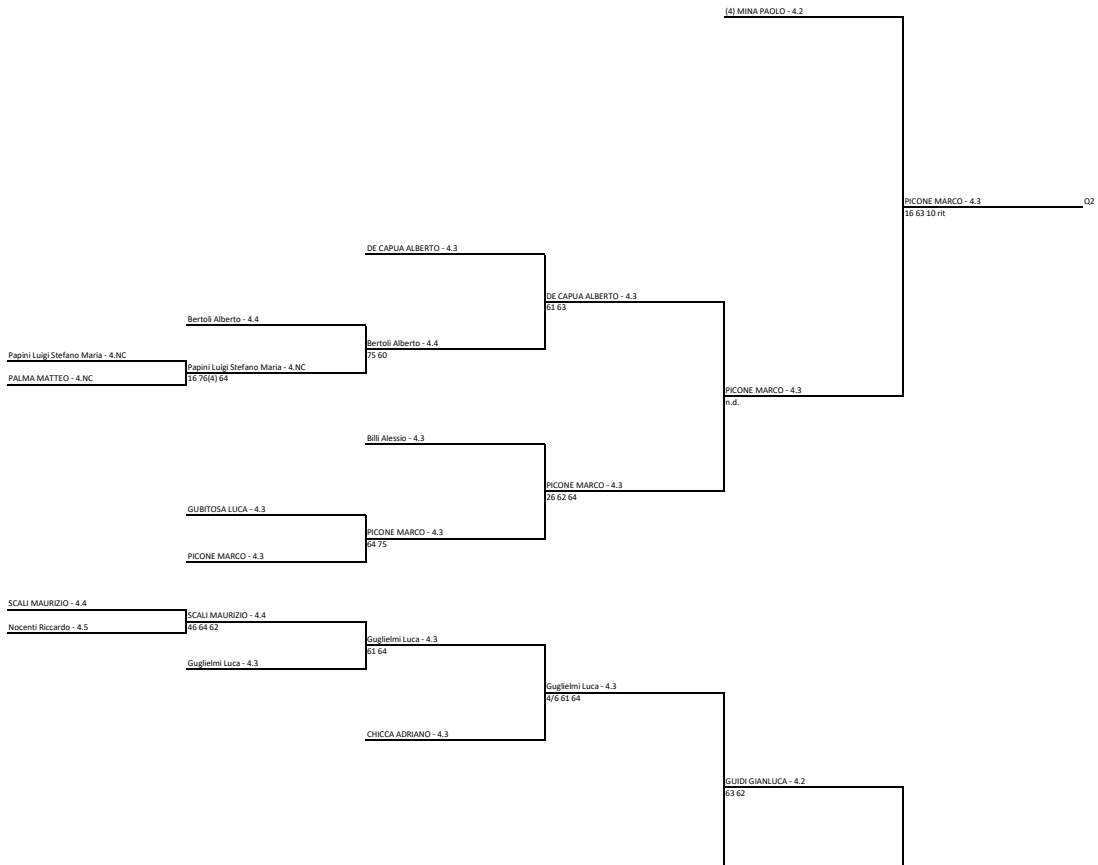 (4) MINA PAOLO - 4.2
PICONE MARCO - 4.3
Q2
16 63 10 rit
DE CAPUA ALBERTO - 4.3
DE CAPUA ALBERTO - 4.3
61 63
Bertoli Alberto - 4.4
Bertoli Alberto - 4.4
75 60
Papini Luigi Stefano Maria - 4.NC
Papini Luigi Stefano Maria - 4.NC
16 76(4) 64
PALMA MATTEO - 4.NC
PICONE MARCO - 4.3
n.d.
Billi Alessio - 4.3
PICONE MARCO - 4.3
26 62 64
GUBITOSA LUCA - 4.3
PICONE MARCO - 4.3
64 75
PICONE MARCO - 4.3
SCALI MAURIZIO - 4.4
SCALI MAURIZIO - 4.4
46 64 62
Nocenti Riccardo - 4.5
Guglielmi Luca - 4.3
61 64
Guglielmi Luca - 4.3
Guglielmi Luca - 4.3
4/6 61 64
CHICCA ADRIANO - 4.3
GUIDI GIANLUCA - 4.2
63 62